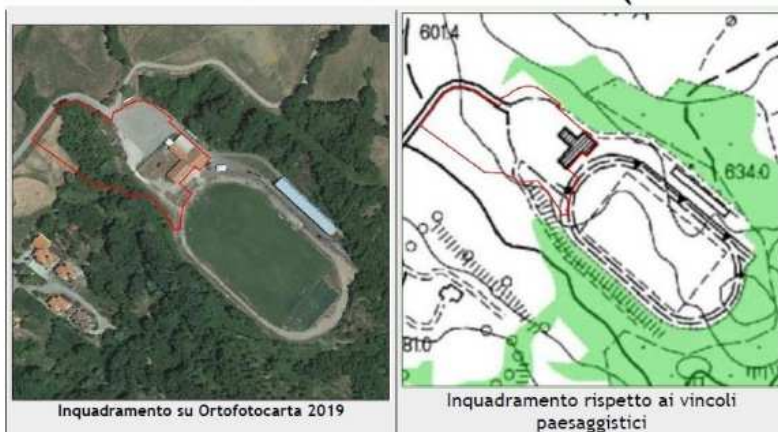 601.4
634.0
81.0
Inquadramento su Ortofotocarta 2019
Inquadramento rispetto ai vincoli
paesaggistici